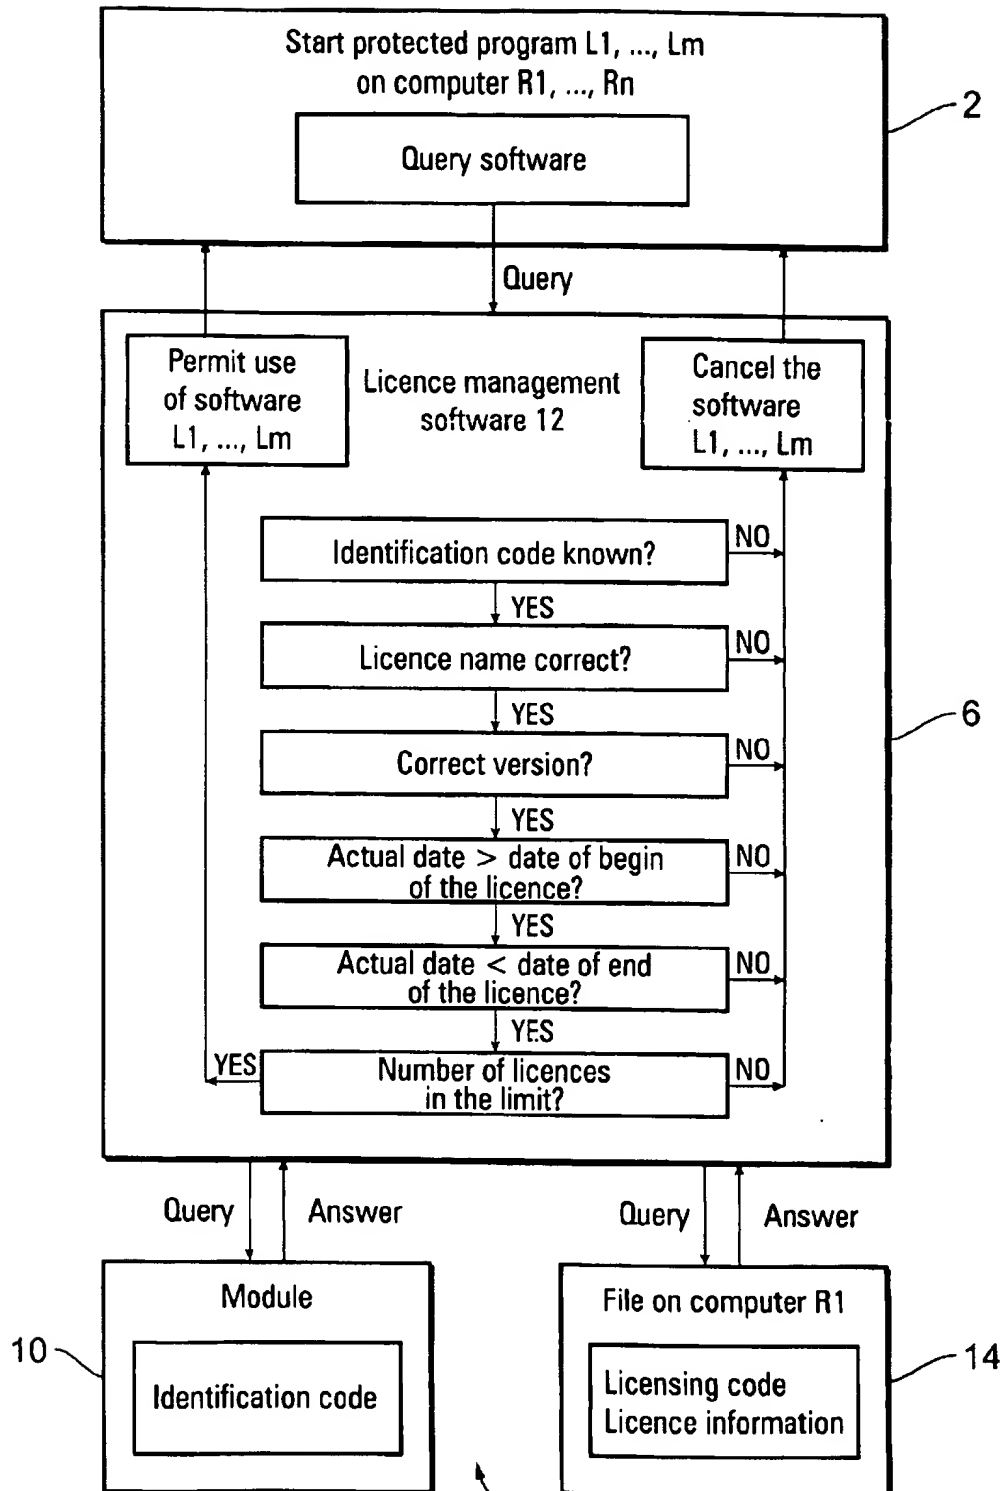 Start protected program L1, ..., Lm
on computer R1, ..., Rn
Query software
2
Query
Permit use
of software
L1, ..., Lm
Licence management
software 12
Cancel the
software
L1, ..., Lm
Identification code known?
NO
YES
Licence name correct?
NO
YES
6
Correct version?
NO
YES
Actual date > date of begin
of the licence?
NO
YES
Actual date < date of end
of the licence?
NO
YES
YES
Number of licences
in the limit?
NO
Query
Answer
Query
Answer
Module
File on computer R1
10
Identification code
14
Licensing code
Licence information